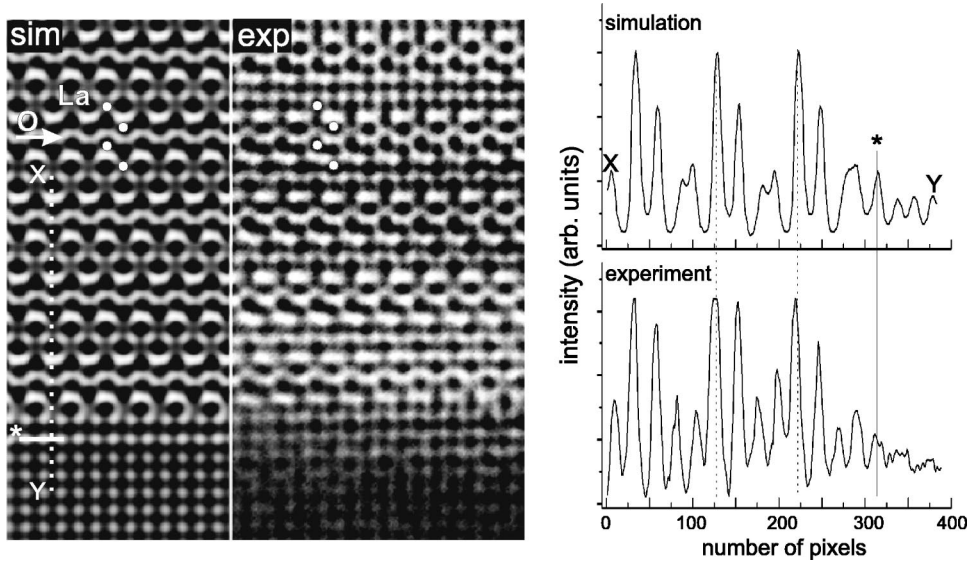 sim
exp
La
O
X
*
Y
simulation
X
*
Y
experiment
intensity (arb. units)
0 100 200 300 400
number of pixels